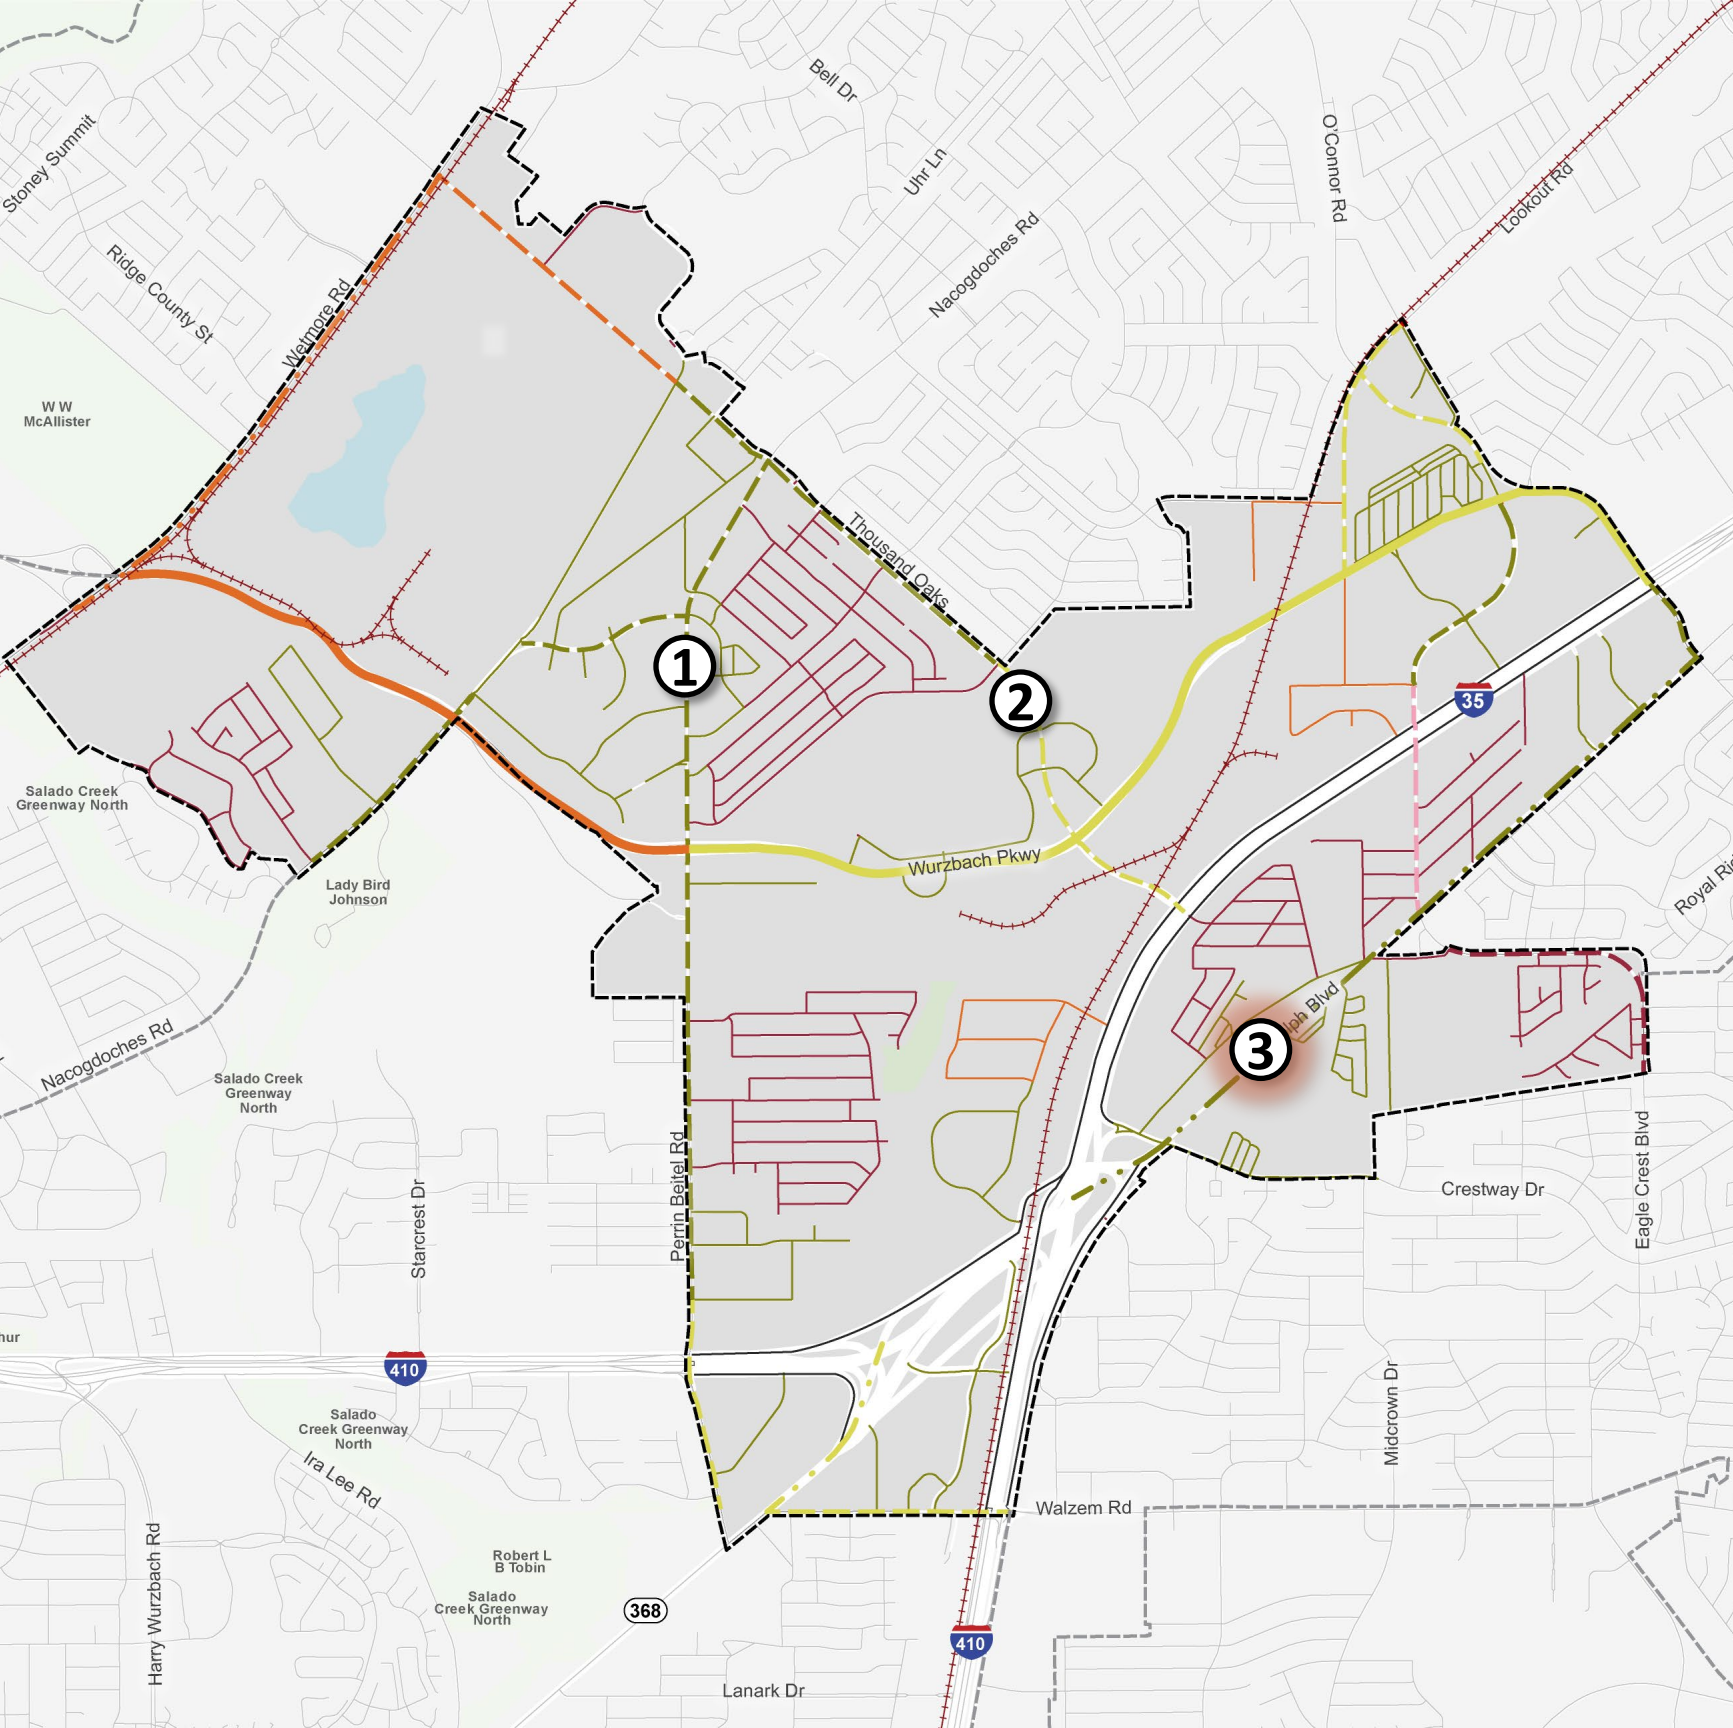 Bell Dr
O'Connor Rd
Stoney Summit
Uhr Ln
Lookout Rd
Nacogdoches Rd
Ridge County St
Wetmore Rd
W W
McAllister
Thousand Oaks
1
2
35
Salado Creek
Greenway North
Wurzbach Pkwy
Lady Bird
Johnson
Nacogdoches Rd
Salado Creek
Greenway
North
Blvd
3
Perrin Beitel Rd
Starcrest Dr
Crestway Dr
Eagle Crest Blvd
410
Midcrown Dr
Salado
Creek Greenway
North
Ira Lee Rd
Walzem Rd
Harry Wurzbach Rd
Robert L
B Tobin
Salado
Creek Greenway
North
368
410
Lanark Dr